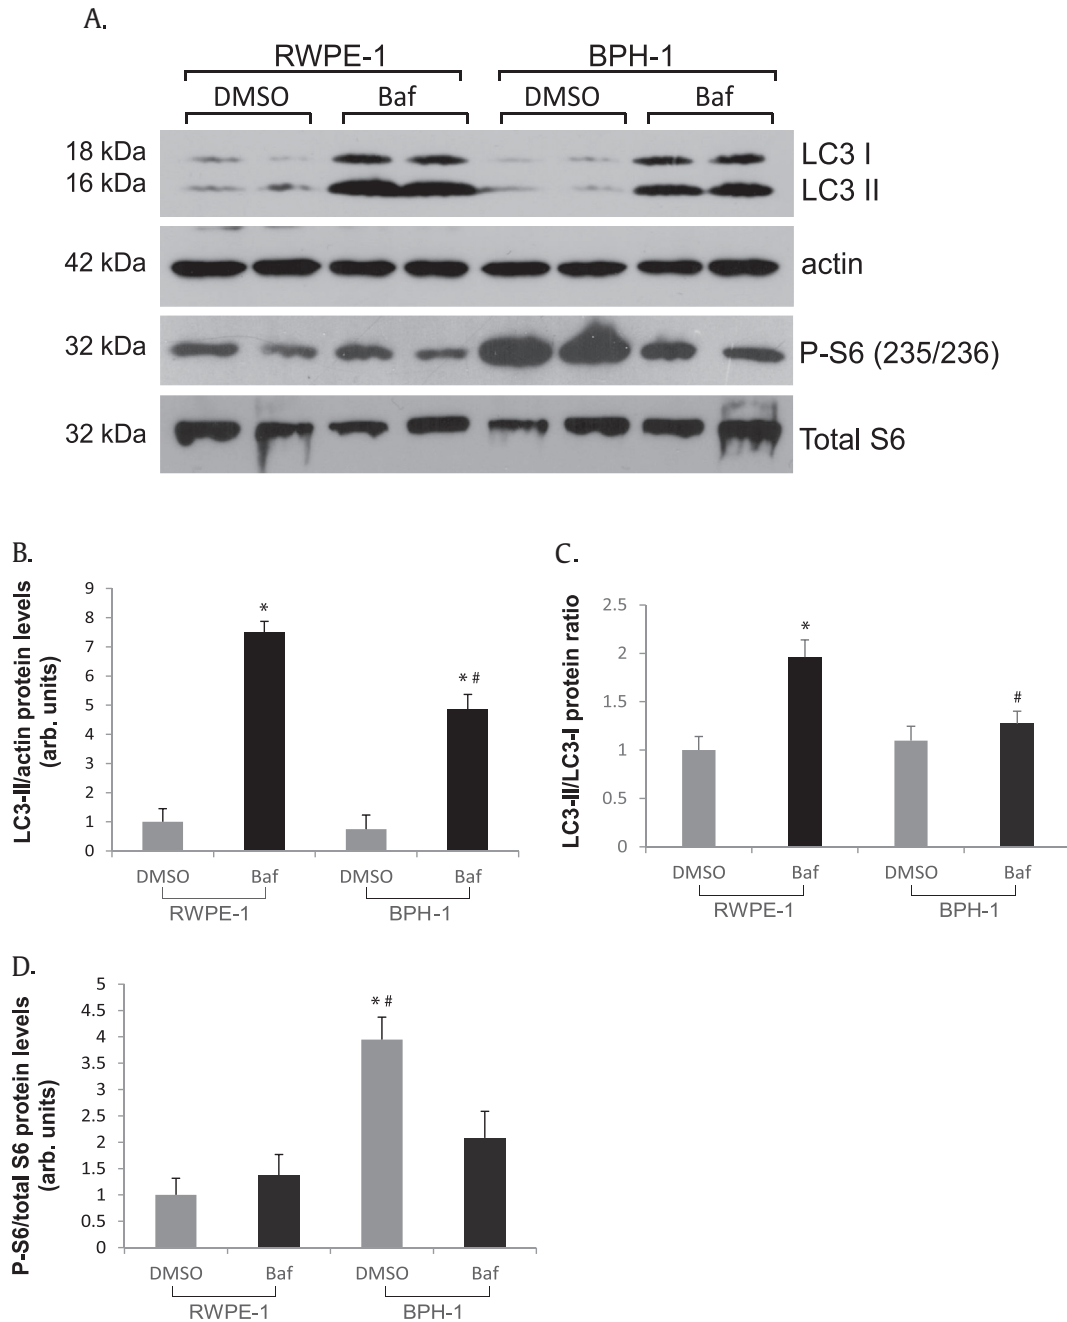 A.
RWPE-1 BPH-1
DMSO Baf DMSO Baf
18 kDa LC3 I
16 kDa LC3 II
42 kDa actin
32 kDa P-S6 (235/236)
32 kDa Total S6
B.
LC3-II/actin protein levels
(arb. units)
9
8
7
6
5
4
3
2
1
0
*
* #
DMSO Baf DMSO Baf
RWPE-1 BPH-1
C.
LC3-II/LC3-I protein ratio
2.5
2
1.5
1
0.5
0
*
#
DMSO Baf DMSO Baf
RWPE-1 BPH-1
D.
P-S6/total S6 protein levels
(arb. units)
5
4.5
4
3.5
3
2.5
2
1.5
1
0.5
0
* #
DMSO Baf DMSO Baf
RWPE-1 BPH-1